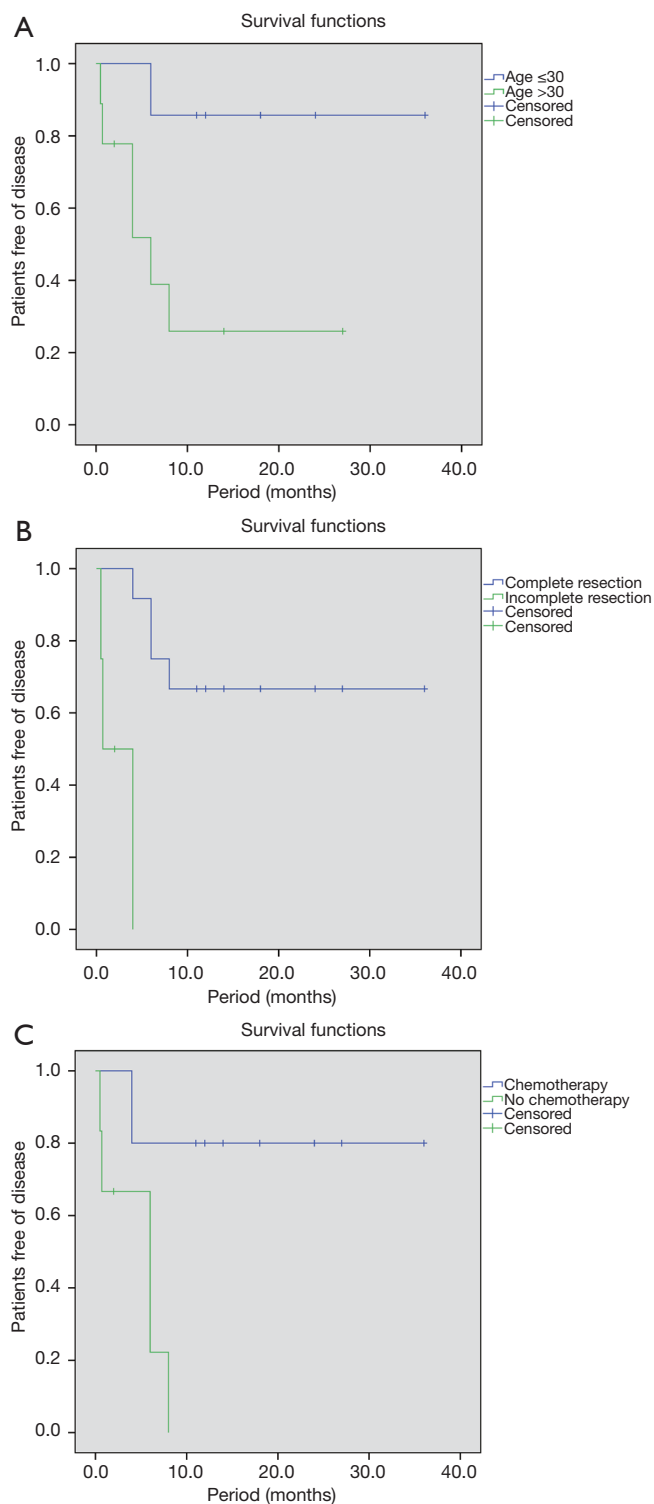 A
Survival functions
Patients free of disease
1.0
0.8
0.6
0.4
0.2
0.0
0.0 10.0 20.0 30.0 40.0
Period (months)
Age ≤30
Age >30
Censored
Censored
B
Survival functions
Patients free of disease
1.0
0.8
0.6
0.4
0.2
0.0
0.0 10.0 20.0 30.0 40.0
Period (months)
Complete resection
Incomplete resection
Censored
Censored
C
Survival functions
Patients free of disease
1.0
0.8
0.6
0.4
0.2
0.0
0.0 10.0 20.0 30.0 40.0
Period (months)
Chemotherapy
No chemotherapy
Censored
Censored